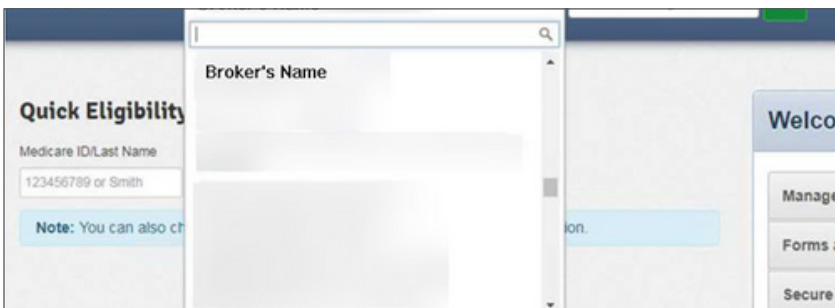 Broker's Name
Quick Eligibility
Medicare ID/Last Name
123456789 or Smith
Note: You can also ch
ion.
Welco
Manage
Forms a
Secure